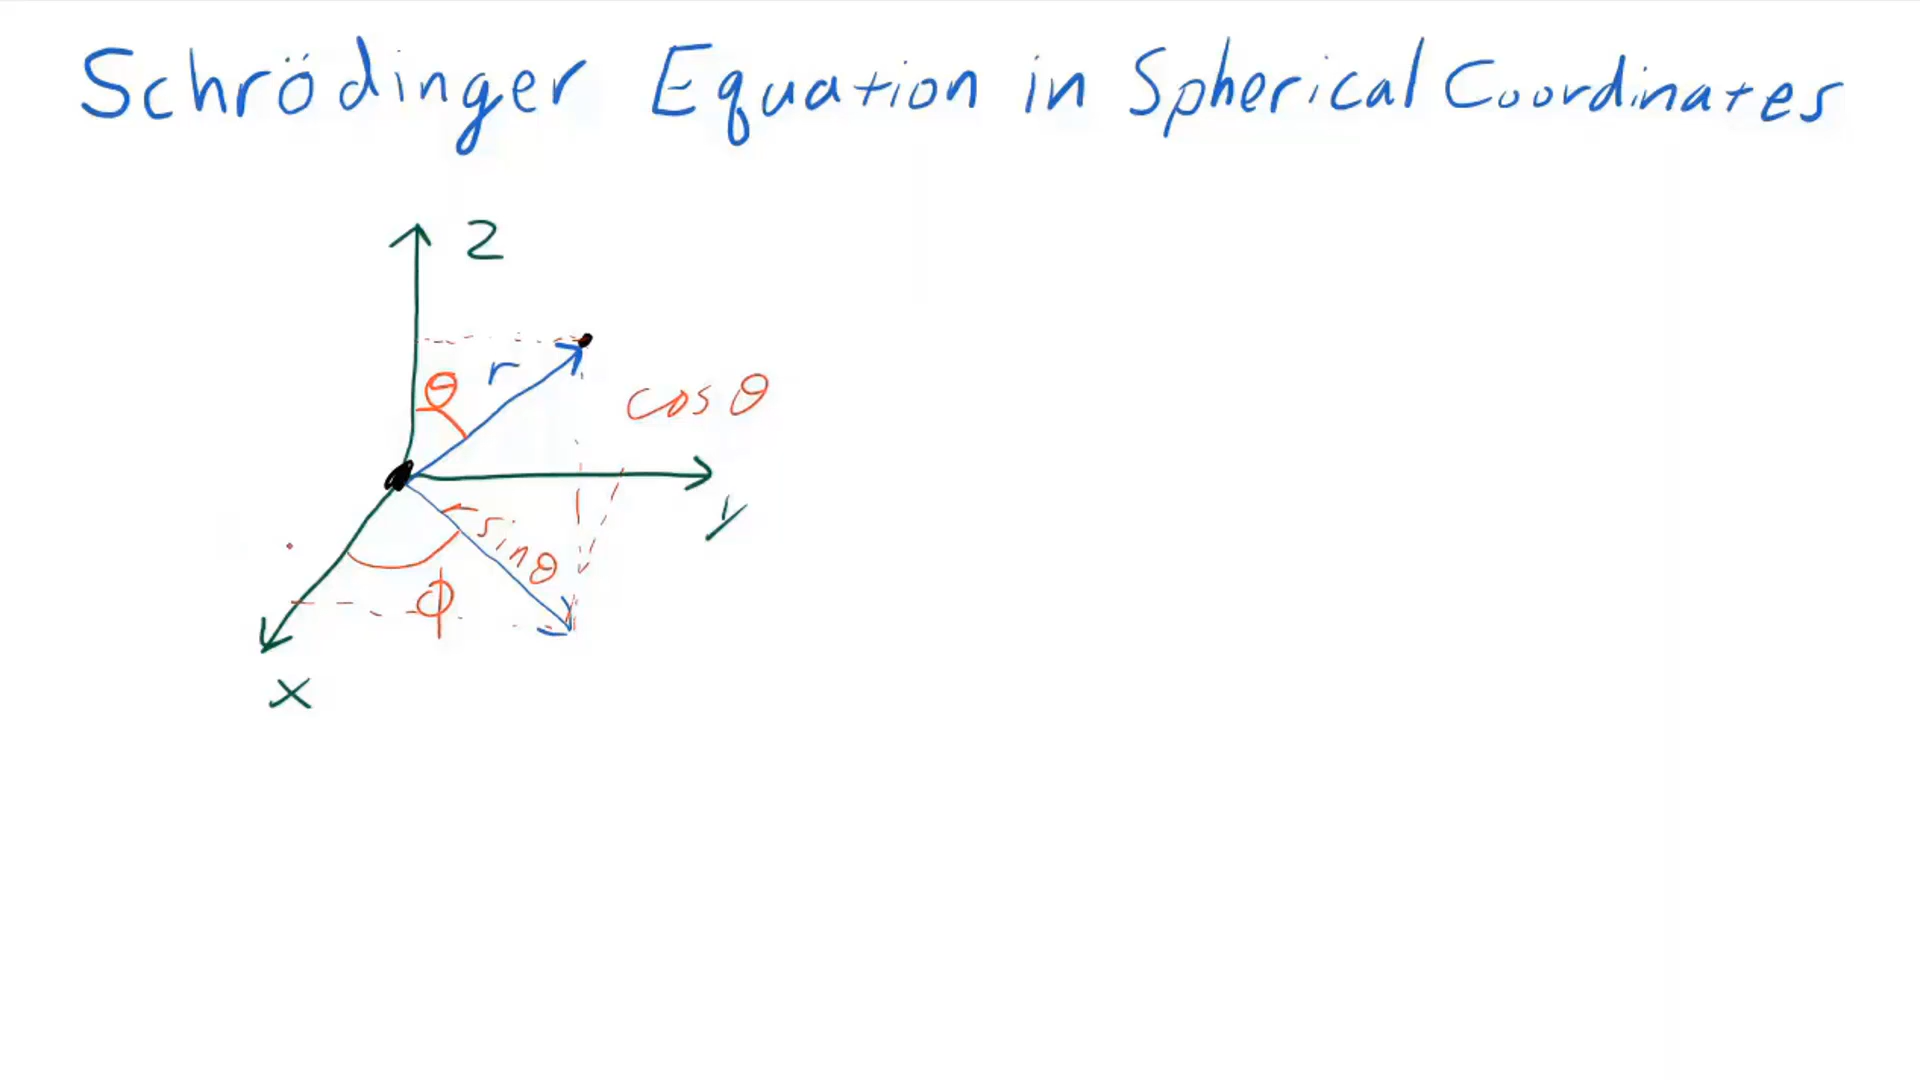 Schrödinger Equation in Spherical Coordinates
z
θ
r
cos θ
y
sin θ
φ
x